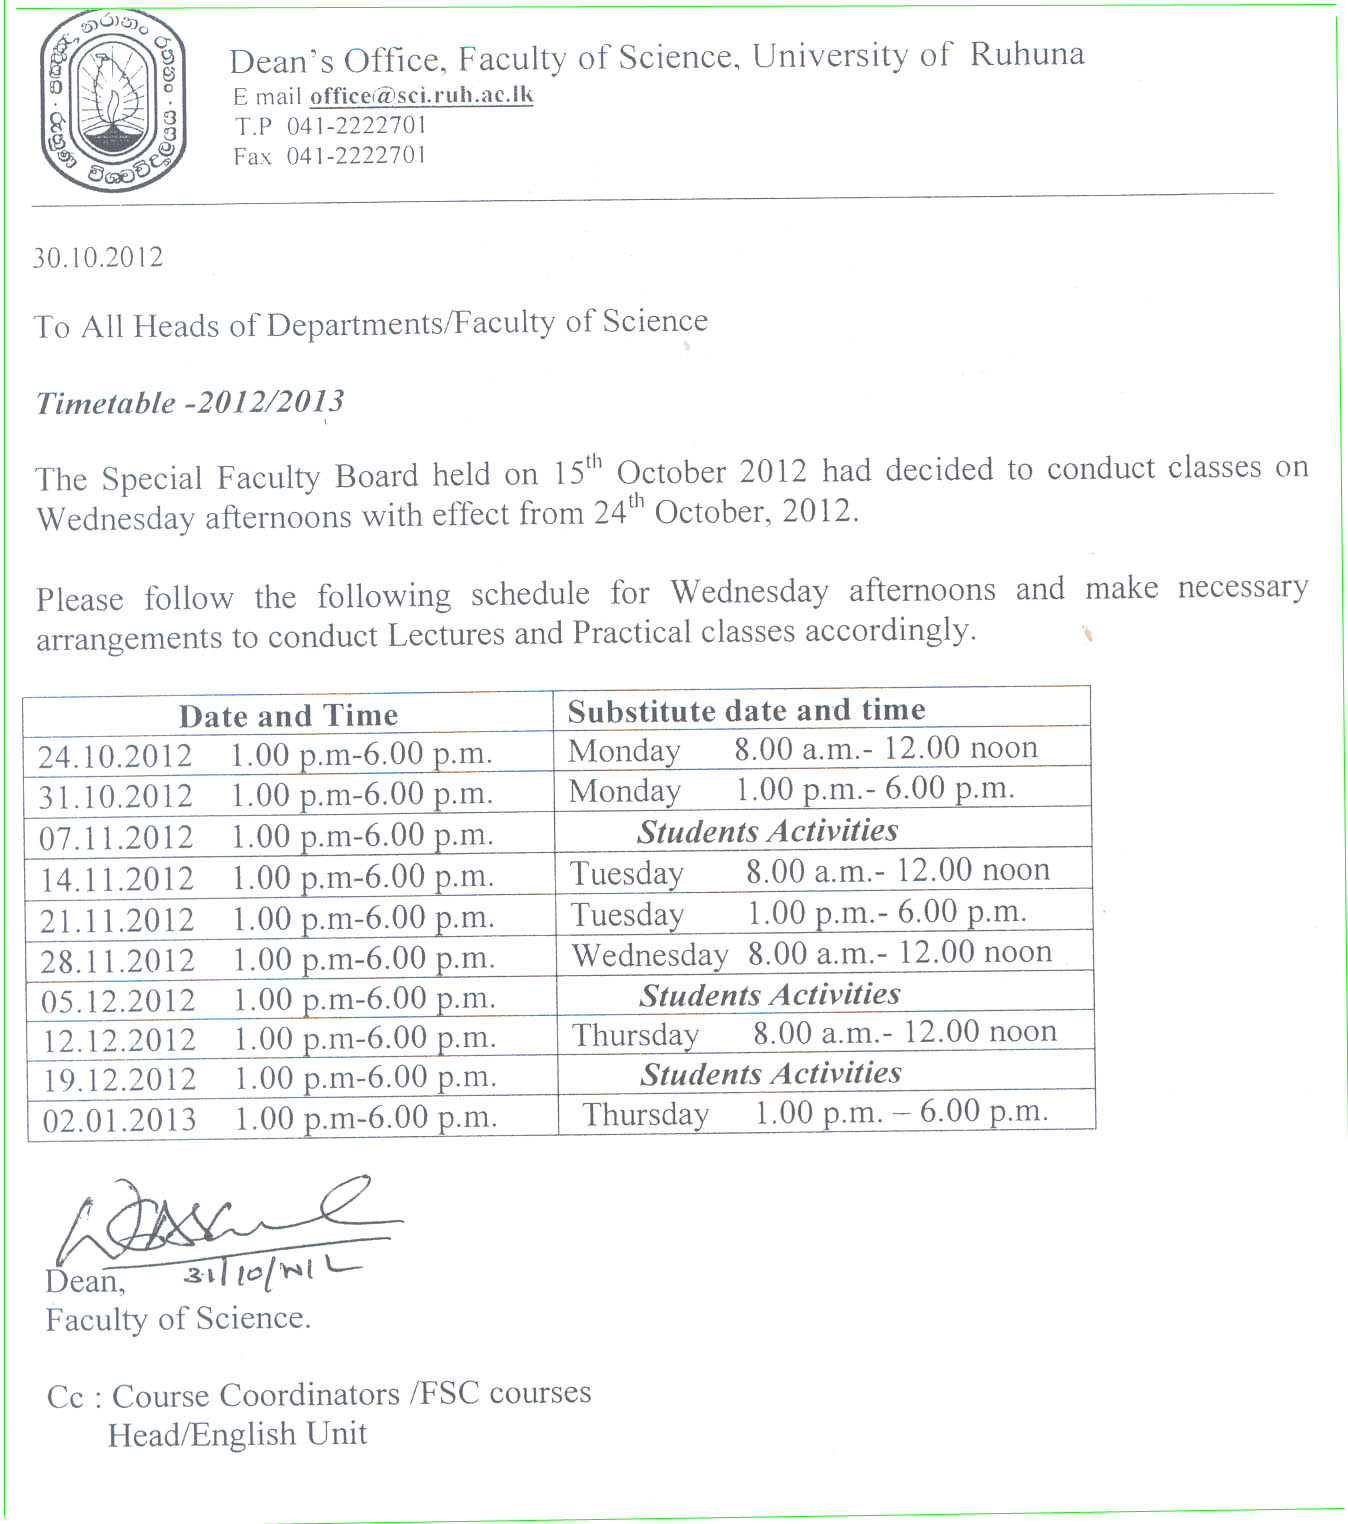 Dean's Office, Faculty of Science, University of Ruhuna
E mail office@sci.ruh.ac.lk
T.P 041-2222701
Fax 041-2222701
30.10.2012
To All Heads of Departments/Faculty of Science
Timetable -2012/2013
The Special Faculty Board held on 15th October 2012 had decided to conduct classes on
Wednesday afternoons with effect from 24th October, 2012.
Please follow the following schedule for Wednesday afternoons and make necessary
arrangements to conduct Lectures and Practical classes accordingly.
Date and Time Substitute date and time
24.10.2012 1.00 p.m-6.00 p.m. Monday 8.00 a.m.- 12.00 noon
31.10.2012 1.00 p.m-6.00 p.m. Monday 1.00 p.m.- 6.00 p.m.
07.11.2012 1.00 p.m-6.00 p.m. Students Activities
14.11.2012 1.00 p.m-6.00 p.m. Tuesday 8.00 a.m.- 12.00 noon
21.11.2012 1.00 p.m-6.00 p.m. Tuesday 1.00 p.m.- 6.00 p.m.
28.11.2012 1.00 p.m-6.00 p.m. Wednesday 8.00 a.m.- 12.00 noon
05.12.2012 1.00 p.m-6.00 p.m. Students Activities
12.12.2012 1.00 p.m-6.00 p.m. Thursday 8.00 a.m.- 12.00 noon
19.12.2012 1.00 p.m-6.00 p.m. Students Activities
02.01.2013 1.00 p.m-6.00 p.m. Thursday 1.00 p.m. – 6.00 p.m.
Dean,
Faculty of Science.
Cc : Course Coordinators /FSC courses
Head/English Unit